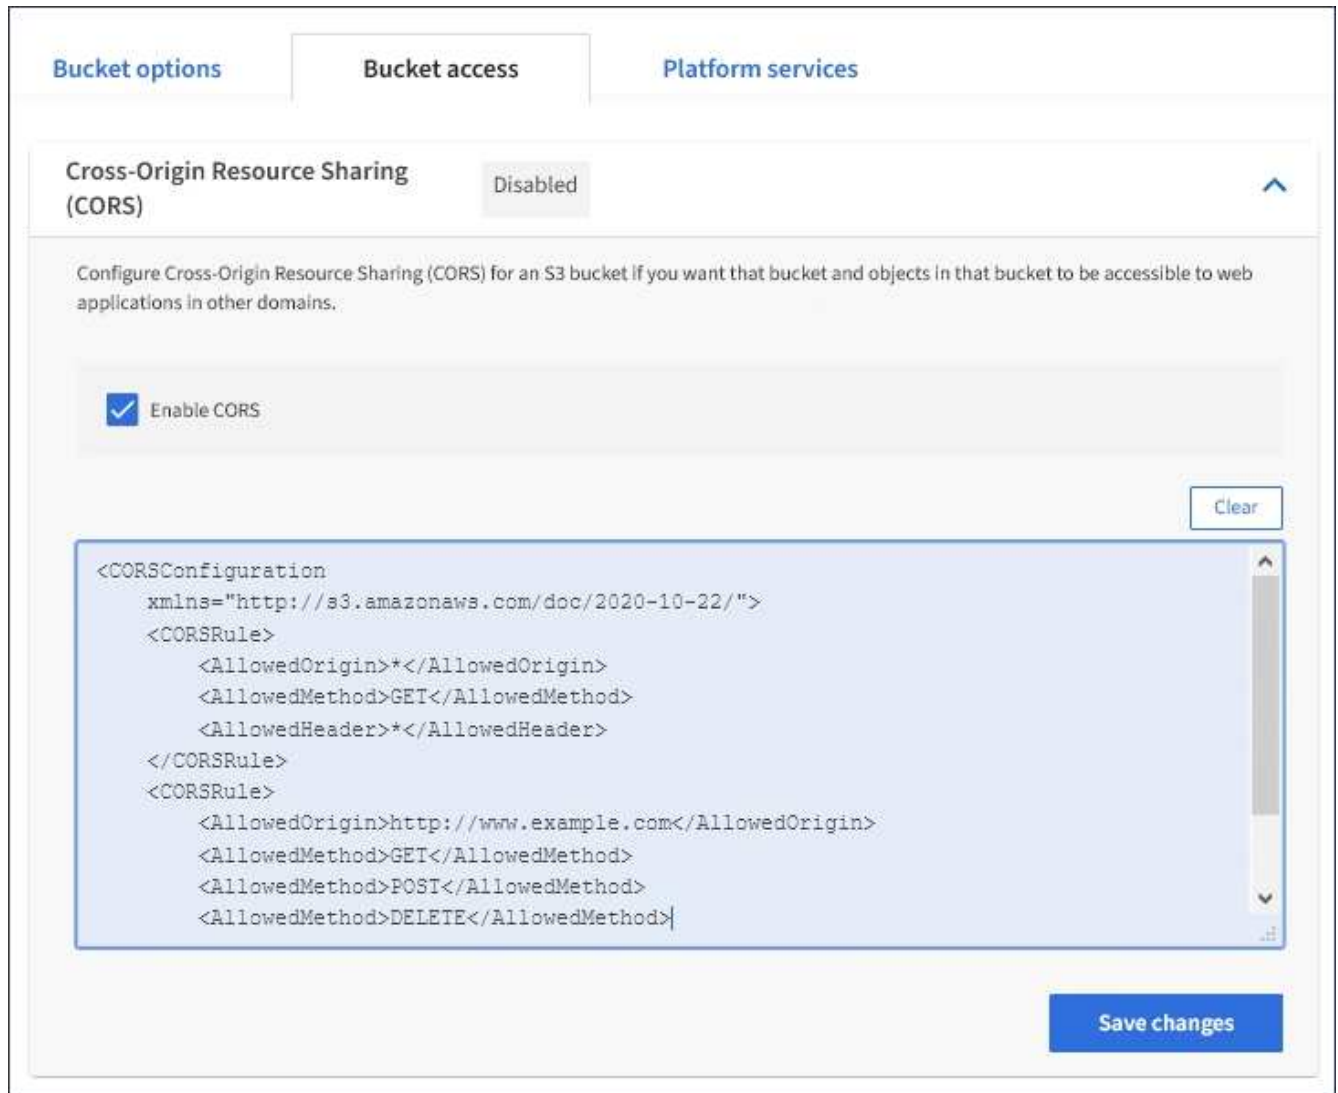 Bucket options Bucket access Platform services
Cross-Origin Resource Sharing
(CORS)
Disabled
Configure Cross-Origin Resource Sharing (CORS) for an S3 bucket if you want that bucket and objects in that bucket to be accessible to web
applications in other domains.
Enable CORS
Clear
<CORSConfiguration
    xmlns="http://s3.amazonaws.com/doc/2020-10-22/">
    <CORSRule>
        <AllowedOrigin>*</AllowedOrigin>
        <AllowedMethod>GET</AllowedMethod>
        <AllowedHeader>*</AllowedHeader>
    </CORSRule>
    <CORSRule>
        <AllowedOrigin>http://www.example.com</AllowedOrigin>
        <AllowedMethod>GET</AllowedMethod>
        <AllowedMethod>POST</AllowedMethod>
        <AllowedMethod>DELETE</AllowedMethod>
Save changes